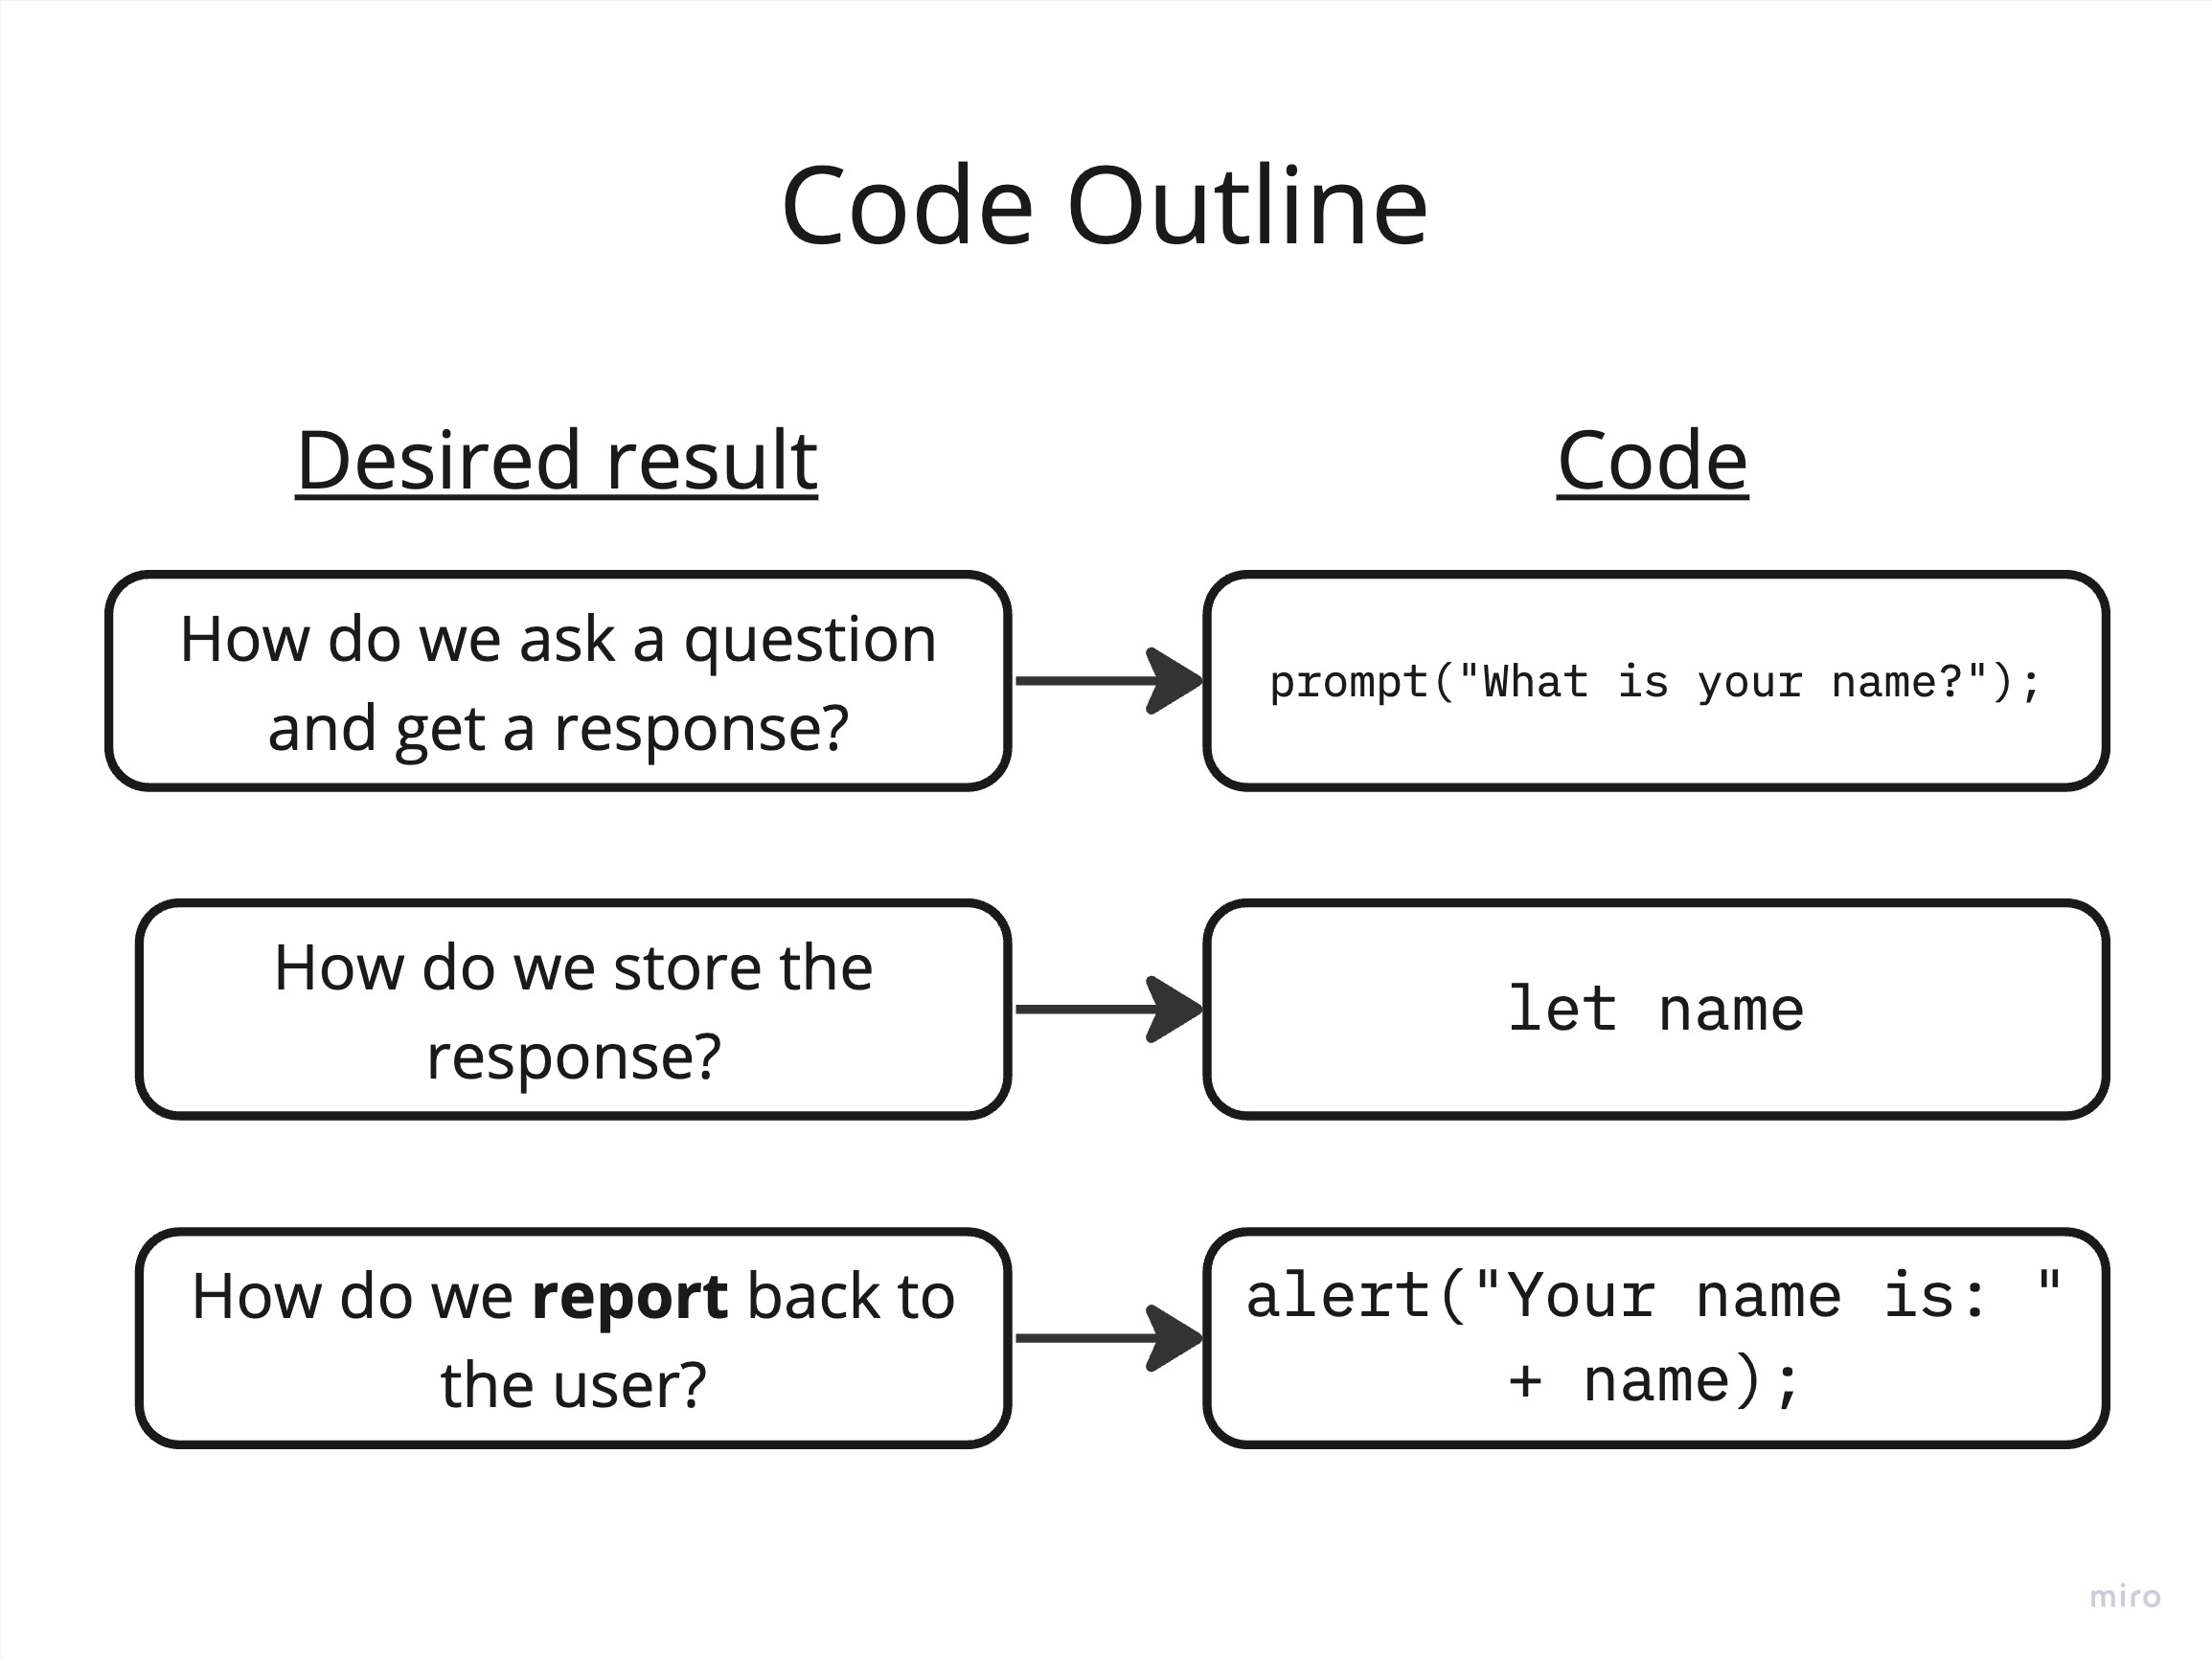 Code Outline
Desired result
Code
How do we ask a question
and get a response?
prompt("What is your name?");
How do we store the
response?
let name
How do we report back to
the user?
alert("Your name is: "
+ name);
miro